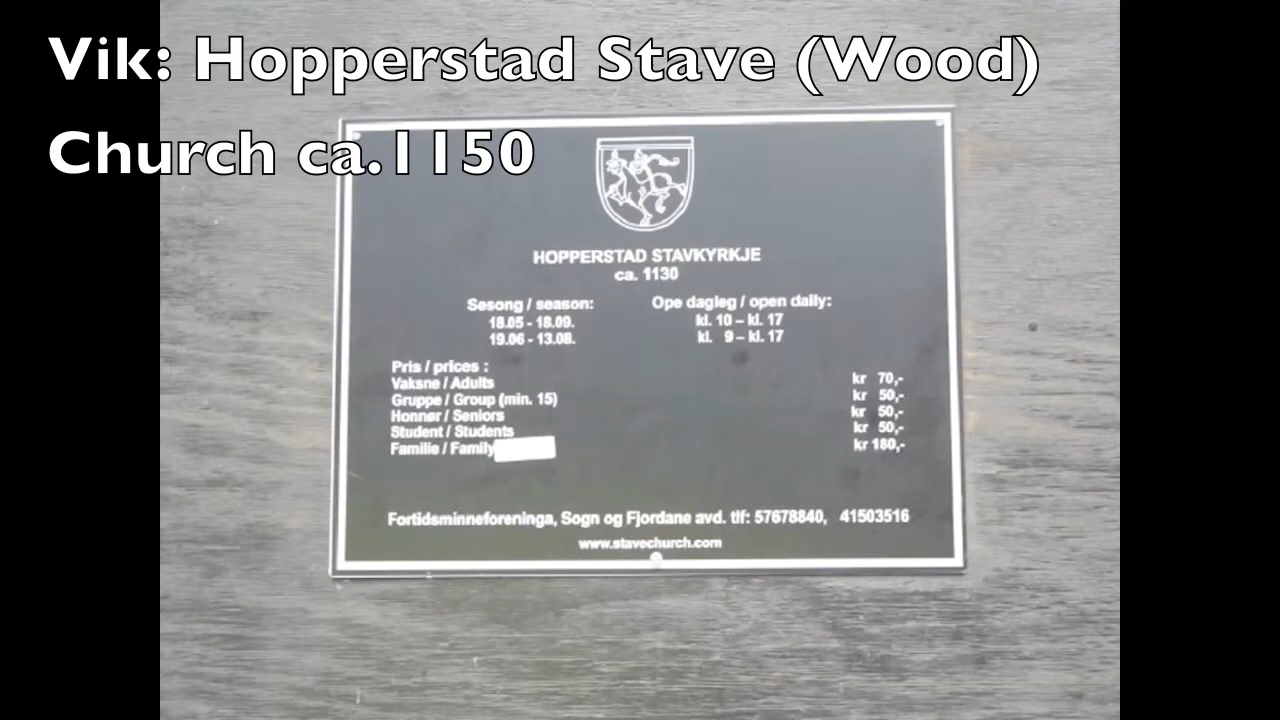 Vik: Hopperstad Stave (Wood)
Church ca.1150
HOPPERSTAD STAVKYRKJE
ca. 1130
Sesong / season: Ope dagleg / open daily:
18.05 - 18.09. kl. 10 – kl. 17
19.06 - 13.08. kl. 9 – kl. 17
Pris / prices :
Vaksne / Adults kr 70,-
Gruppe / Group (min. 15) kr 50,-
Honnør / Seniors kr 50,-
Student / Students kr 50,-
Familie / Family kr 180,-
Fortidsminneforeninga, Sogn og Fjordane avd. tlf: 57678840, 41503516
www.stavechurch.com